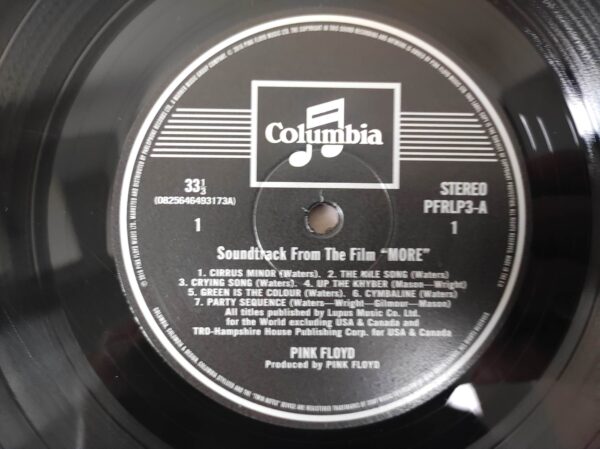 Columbia
33⅓
(0825646493173A)
1
STEREO
PFRLP3-A
1
Soundtrack From The Film "MORE"
1. CIRRUS MINOR (Waters). 2. THE NILE SONG (Waters)
3. CRYING SONG (Waters). 4. UP THE KHYBER (Mason—Wright)
5. GREEN IS THE COLOUR (Waters). 6. CYMBALINE (Waters)
7. PARTY SEQUENCE (Waters—Wright—Gilmour—Mason)
All titles published by Lupus Music Co. Ltd.
for the World excluding USA & Canada and
TRO-Hampshire House Publishing Corp. for USA & Canada
PINK FLOYD
Produced by PINK FLOYD